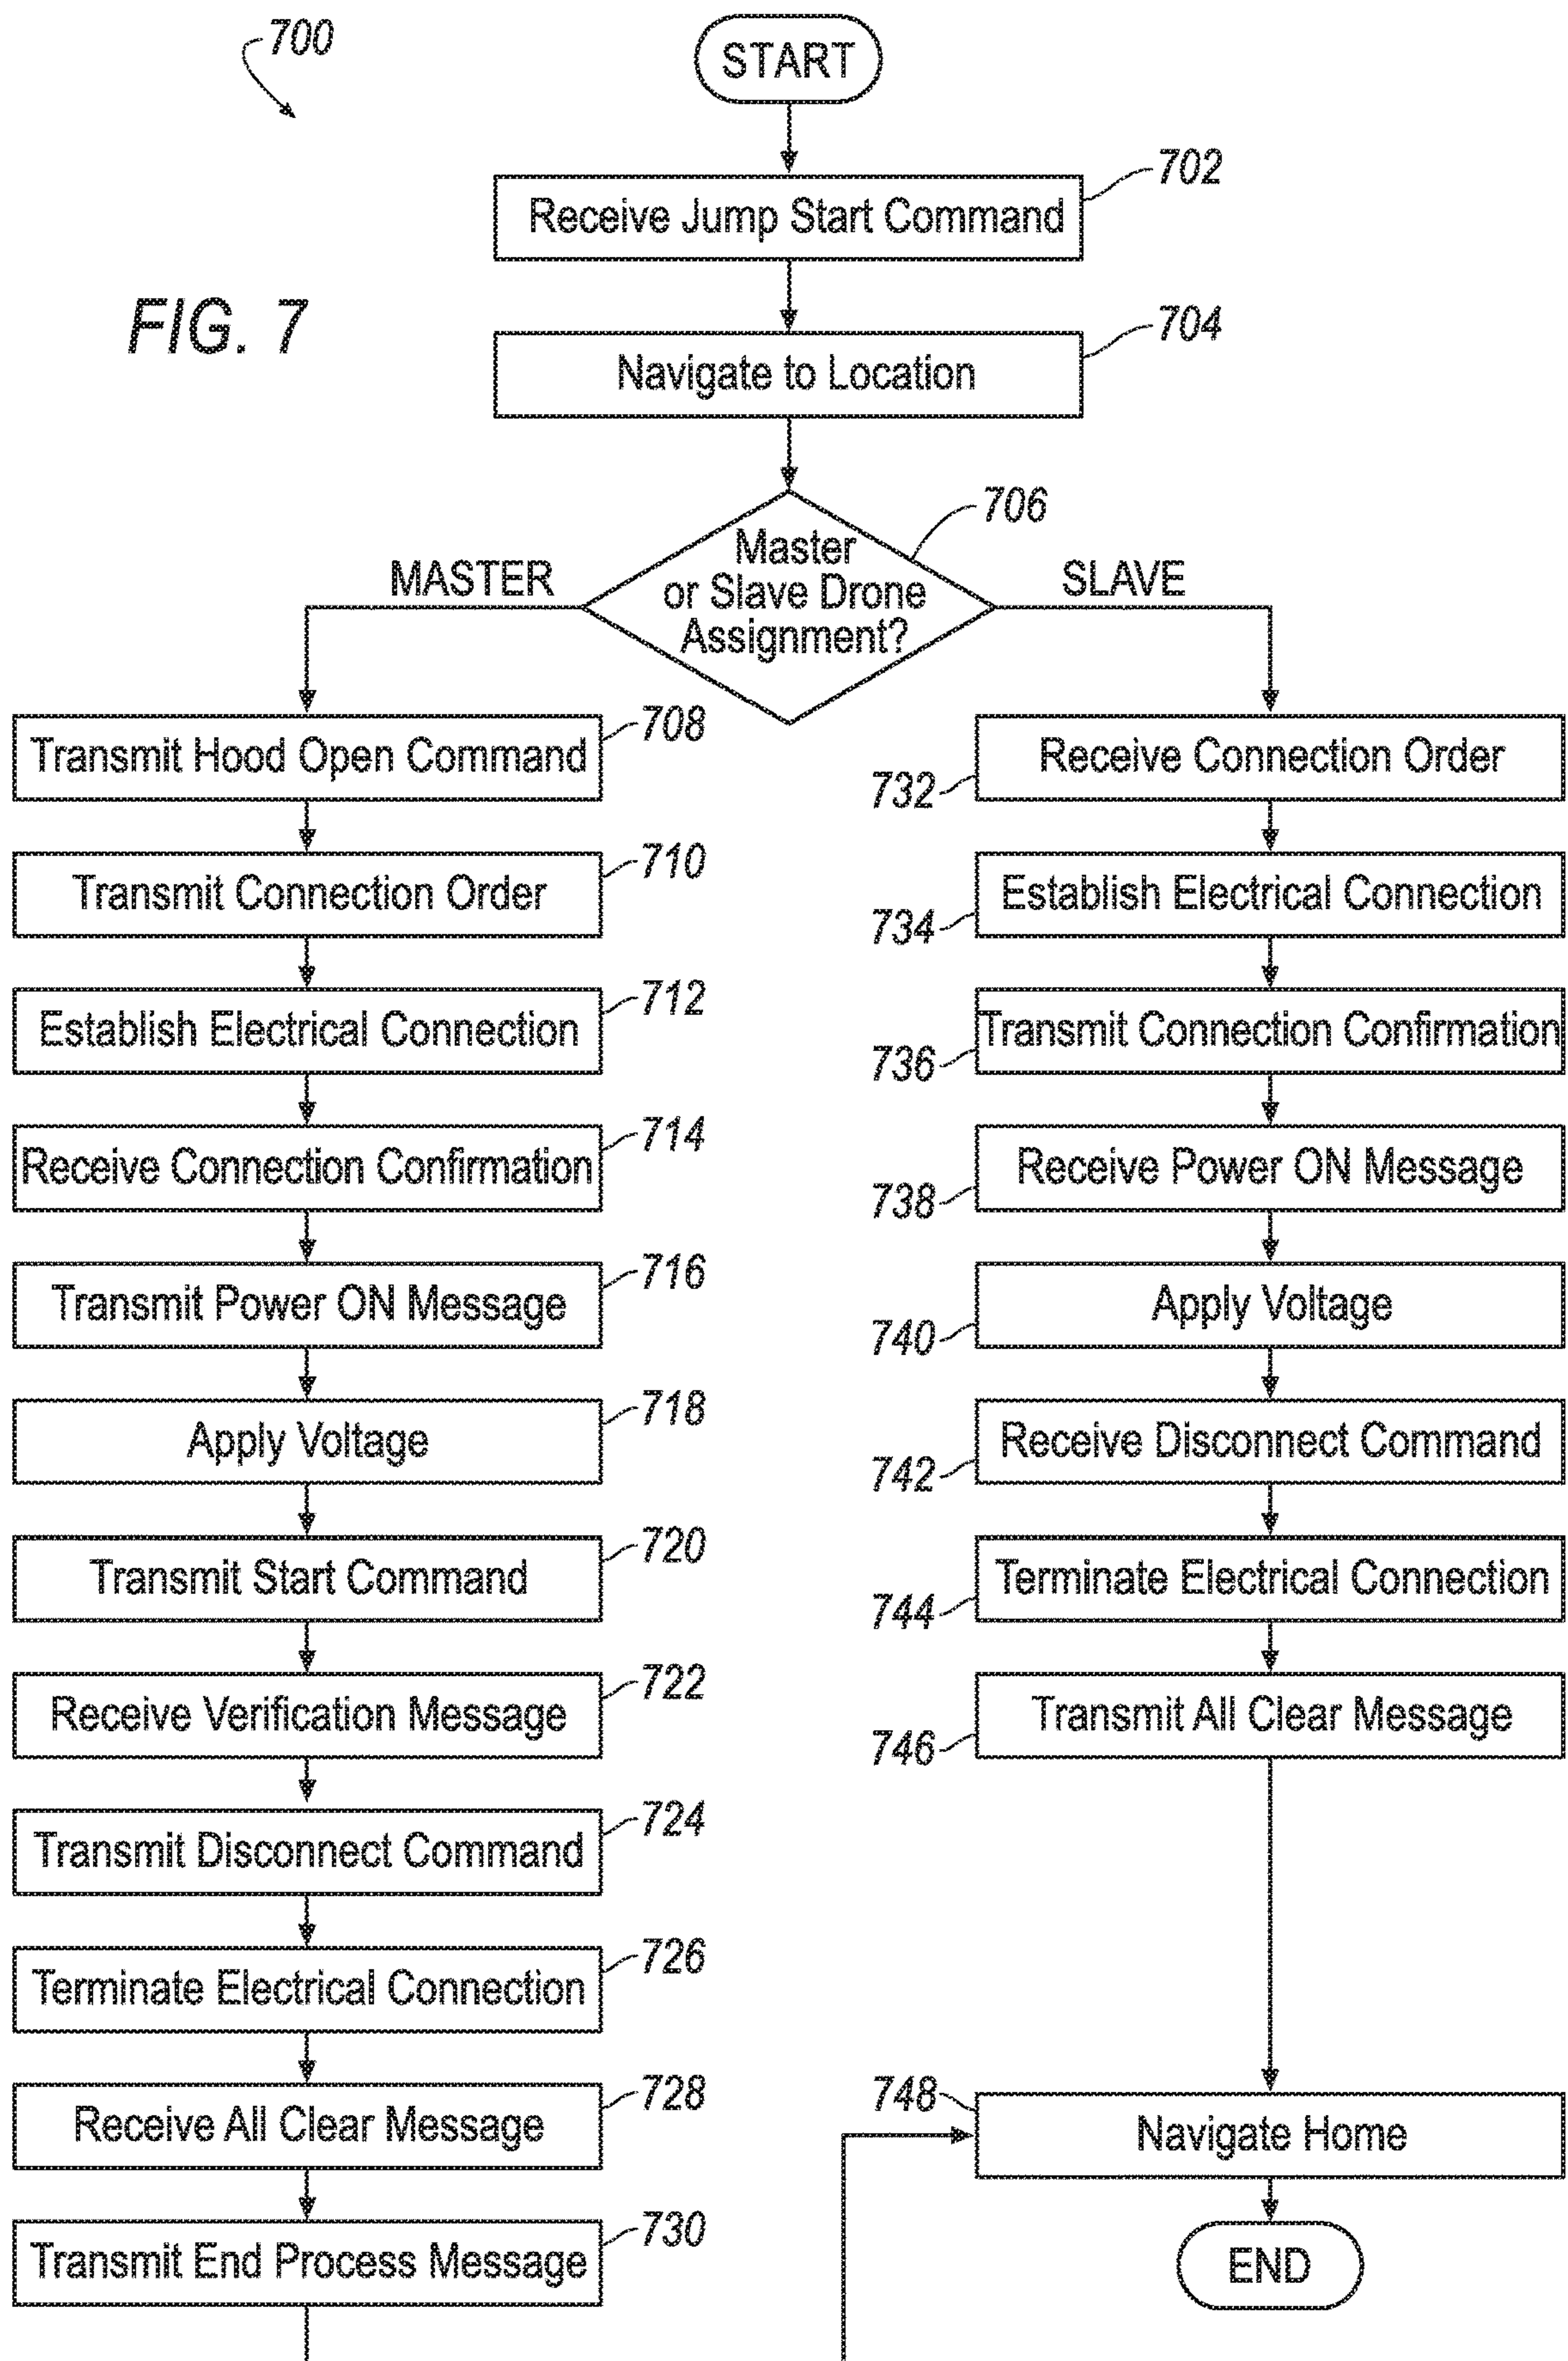 700
START
702
Receive Jump Start Command
FIG. 7
704
Navigate to Location
706
Master
or Slave Drone
Assignment?
MASTER
SLAVE
708
Transmit Hood Open Command
710
Transmit Connection Order
712
Establish Electrical Connection
714
Receive Connection Confirmation
716
Transmit Power ON Message
718
Apply Voltage
720
Transmit Start Command
722
Receive Verification Message
724
Transmit Disconnect Command
726
Terminate Electrical Connection
728
Receive All Clear Message
730
Transmit End Process Message
Receive Connection Order
732
Establish Electrical Connection
734
Transmit Connection Confirmation
736
Receive Power ON Message
738
Apply Voltage
740
Receive Disconnect Command
742
Terminate Electrical Connection
744
Transmit All Clear Message
746
748
Navigate Home
END